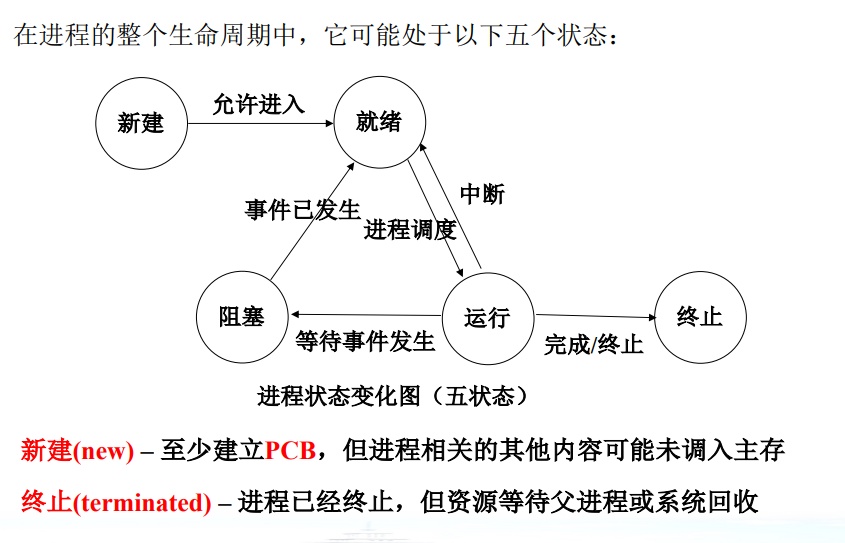 在进程的整个生命周期中，它可能处于以下五个状态：
新建
允许进入
就绪
中断
事件已发生
进程调度
阻塞
等待事件发生
运行
完成/终止
终止
进程状态变化图（五状态）
新建(new) – 至少建立PCB，但进程相关的其他内容可能未调入主存
终止(terminated) – 进程已经终止，但资源等待父进程或系统回收